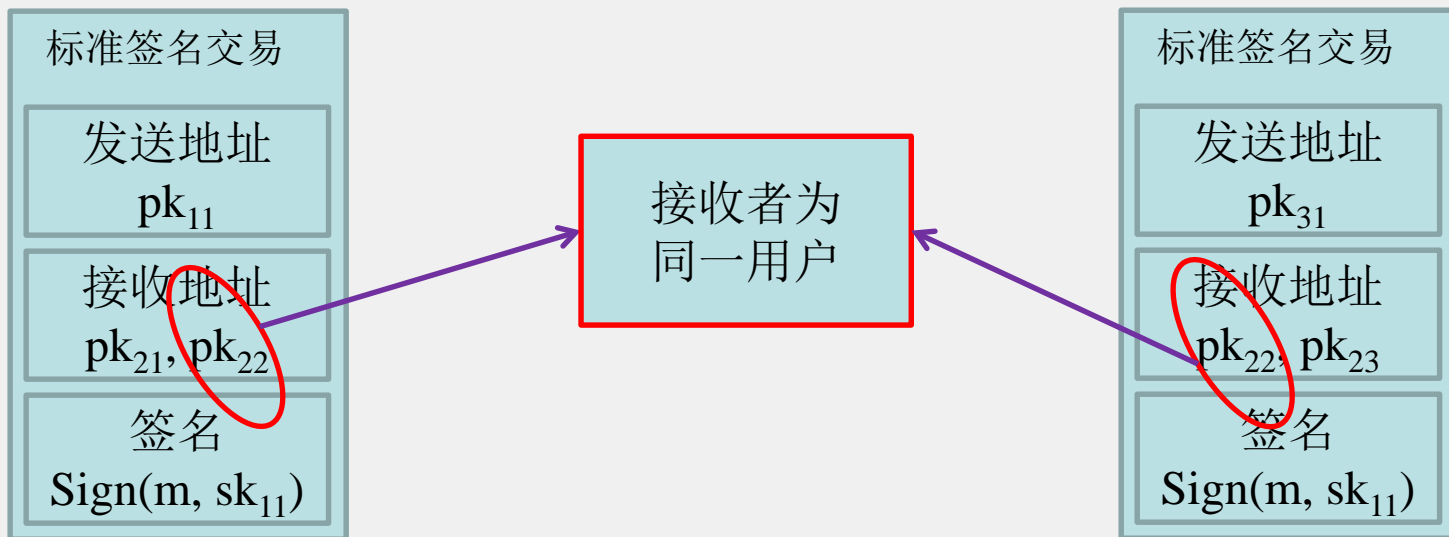 标准签名交易
发送地址
pk₁₁
接收地址
pk₂₁, pk₂₂
签名
Sign(m, sk₁₁)
接收者为
同一用户
标准签名交易
发送地址
pk₃₁
接收地址
pk₂₂, pk₂₃
签名
Sign(m, sk₁₁)